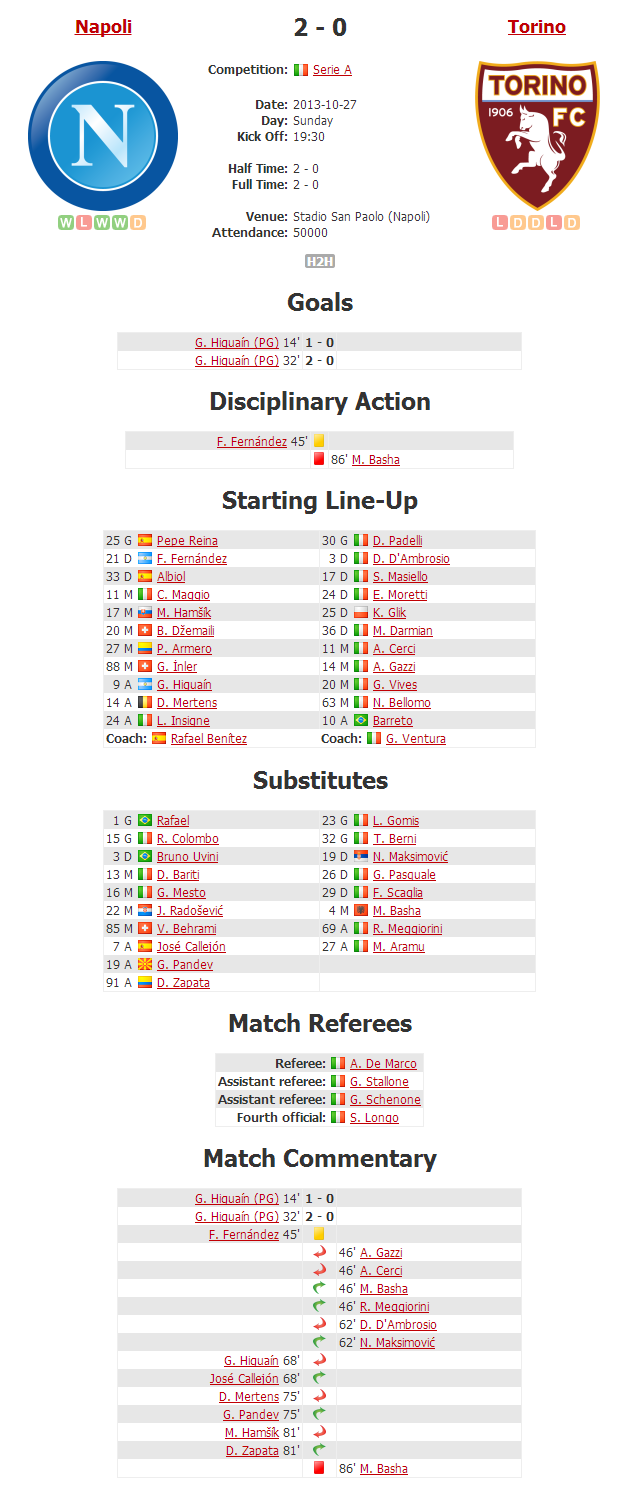 Napoli 2 - 0 Torino
Competition: Serie A
N
TORINO
1906 FC
Date: 2013-10-27
Day: Sunday
Kick Off: 19:30
Half Time: 2 - 0
Full Time: 2 - 0
Venue: Stadio San Paolo (Napoli)
W L W W D
L D D L D
Attendance: 50000
H2H
Goals
G. Higuaín (PG) 14' 1 - 0
G. Higuaín (PG) 32' 2 - 0
Disciplinary Action
F. Fernández 45'
86' M. Basha
Starting Line-Up
25 G Pepe Reina 30 G D. Padelli
21 D F. Fernández 3 D D. D'Ambrosio
33 D Albiol 17 D S. Masiello
11 M C. Maggio 24 D E. Moretti
17 M M. Hamšík 25 D K. Glik
20 M B. Džemaili 36 D M. Darmian
27 M P. Armero 11 M A. Cerci
88 M G. İnler 14 M A. Gazzi
9 A G. Higuaín 20 M G. Vives
14 A D. Mertens 63 M N. Bellomo
24 A L. Insigne 10 A Barreto
Coach: Rafael Benítez Coach: G. Ventura
Substitutes
1 G Rafael 23 G L. Gomis
15 G R. Colombo 32 G T. Berni
3 D Bruno Uvini 19 D N. Maksimović
13 M D. Bariti 26 D G. Pasquale
16 M G. Mesto 29 D F. Scaglia
22 M J. Radošević 4 M M. Basha
85 M V. Behrami 69 A R. Meggiorini
7 A José Callejón 27 A M. Aramu
19 A G. Pandev
91 A D. Zapata
Match Referees
Referee: A. De Marco
Assistant referee: G. Stallone
Assistant referee: G. Schenone
Fourth official: S. Longo
Match Commentary
G. Higuaín (PG) 14' 1 - 0
G. Higuaín (PG) 32' 2 - 0
F. Fernández 45'
46' A. Gazzi
46' A. Cerci
46' M. Basha
46' R. Meggiorini
62' D. D'Ambrosio
62' N. Maksimović
G. Higuaín 68'
José Callejón 68'
D. Mertens 75'
G. Pandev 75'
M. Hamšík 81'
D. Zapata 81'
86' M. Basha